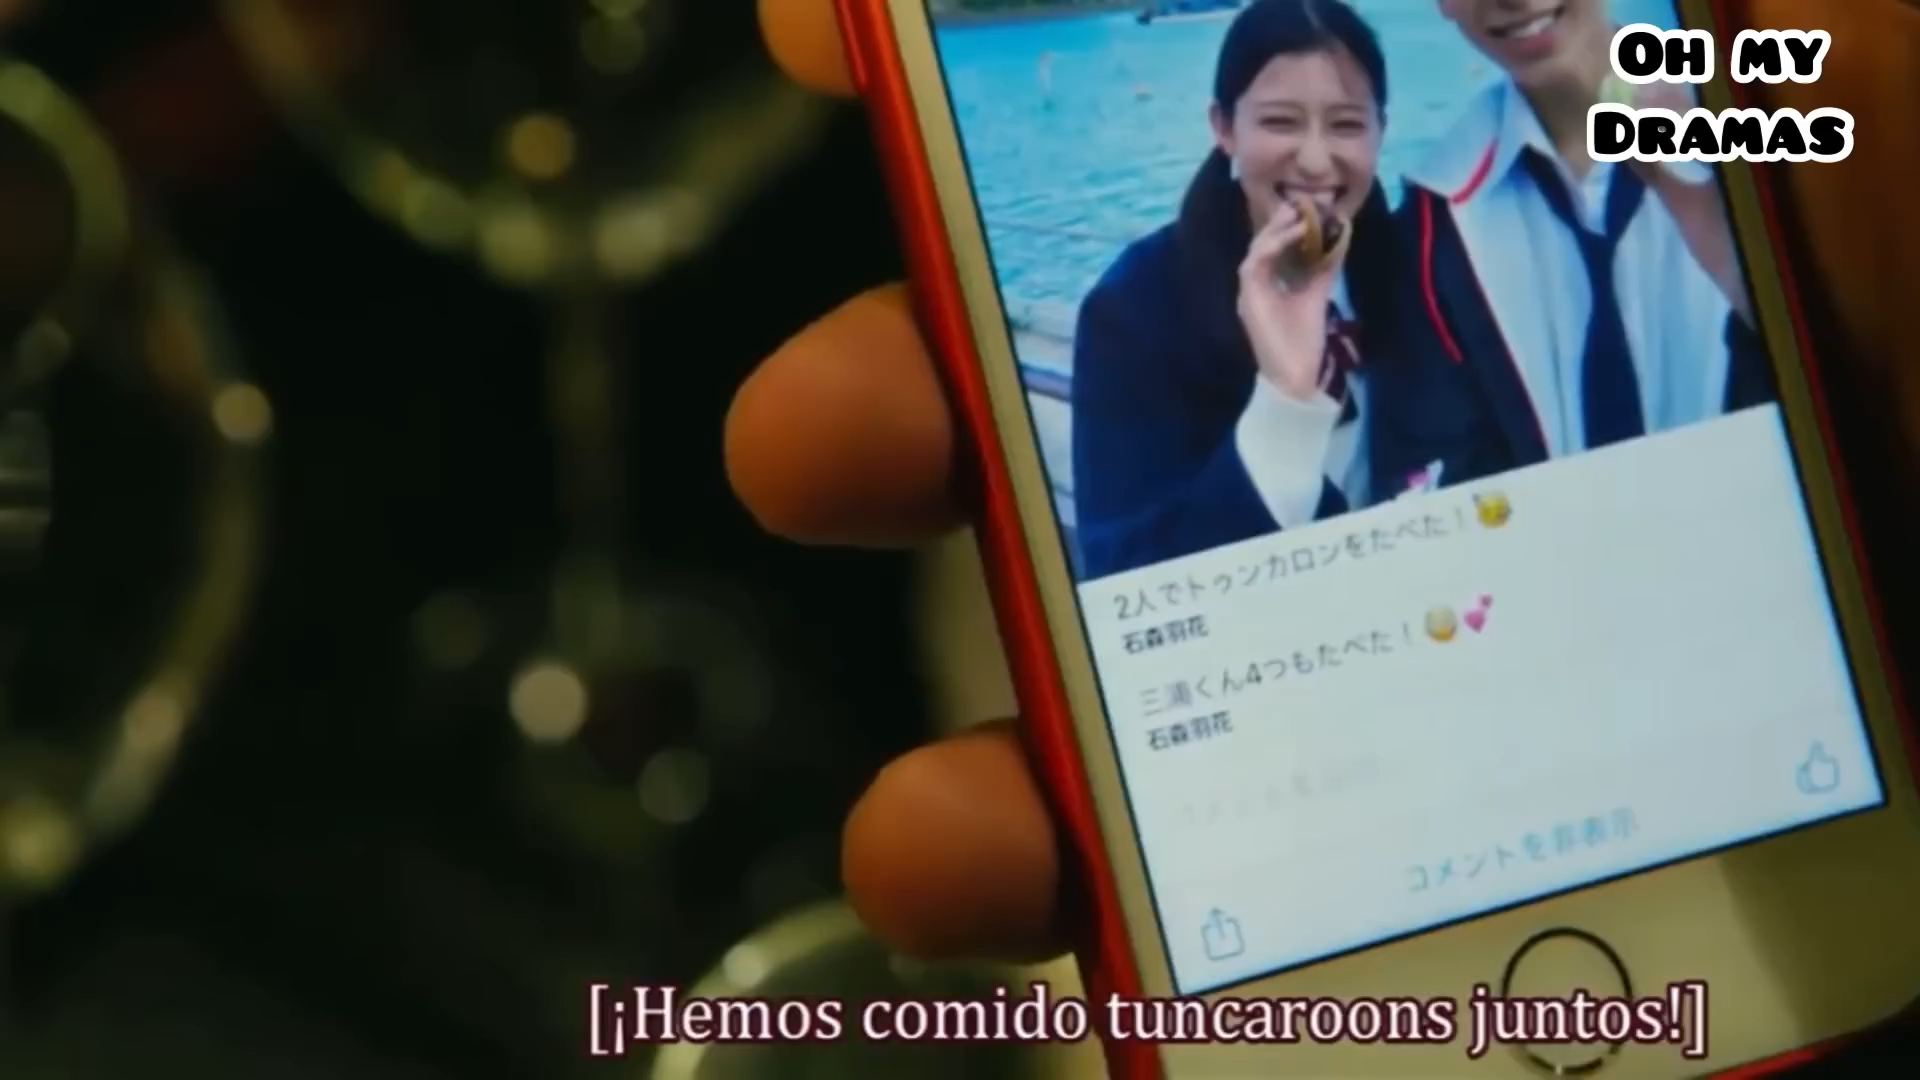 OH MY
DRAMAS
2人でトゥンカロンをたべた！
石森羽花
三浦くん4つもたべた！
石森羽花
コメントを非表示
[¡Hemos comido tuncaroons juntos!]